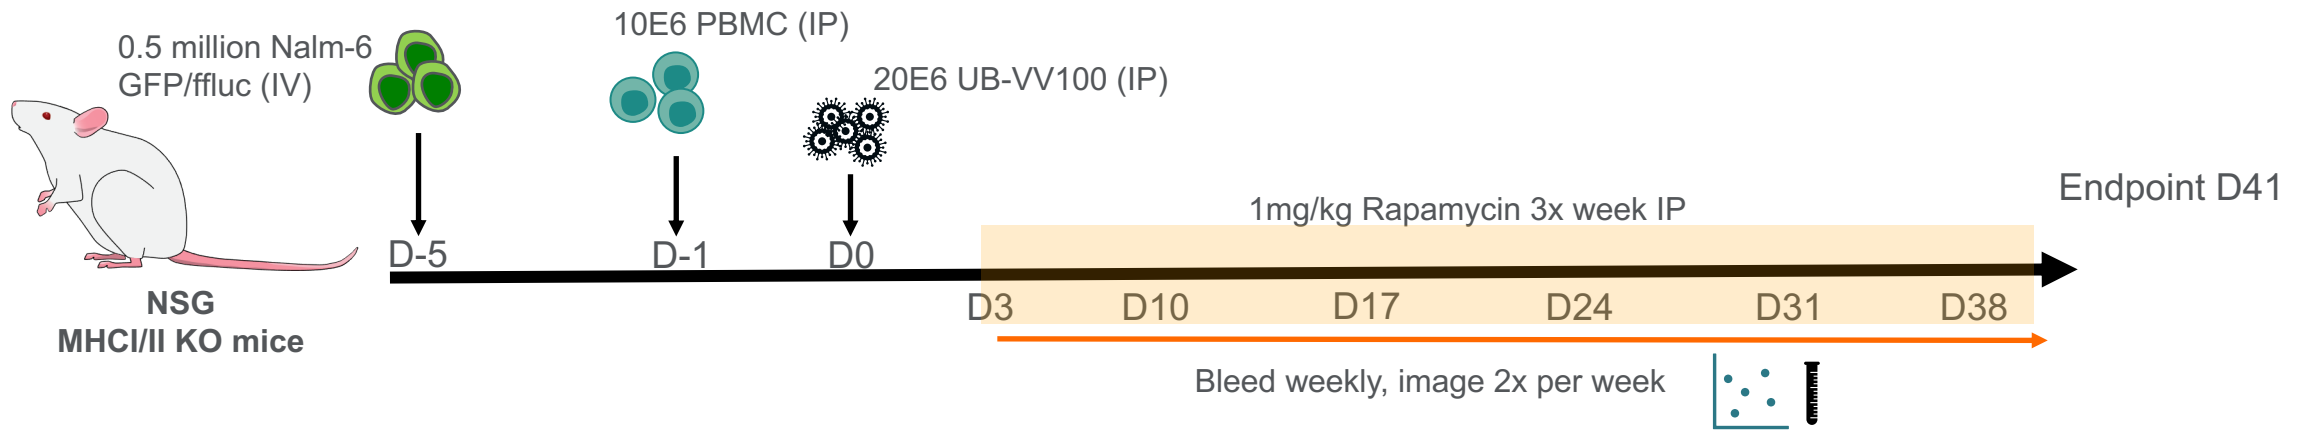 10E6 PBMC (IP)
0.5 million Nalm-6
GFP/ffluc (IV)
20E6 UB-VV100 (IP)
Endpoint D41
1mg/kg Rapamycin 3x week IP
D-5
D-1
D0
NSG
MHCI/II KO mice
D3
D10
D17
D24
D31
D38
Bleed weekly, image 2x per week